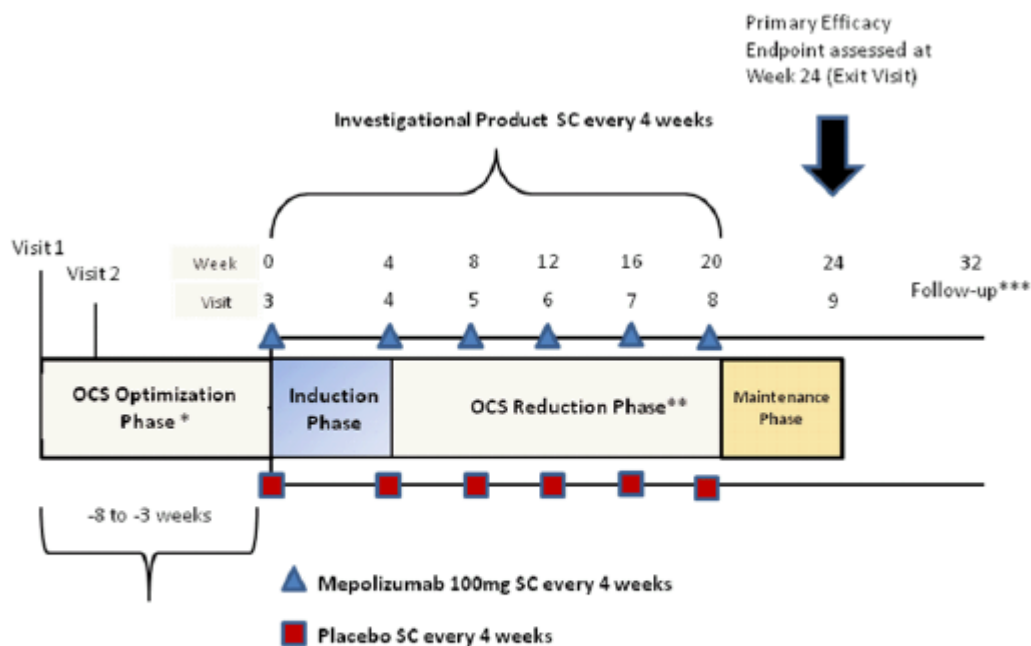 Primary Efficacy
Endpoint assessed at
Week 24 (Exit Visit)
Investigational Product SC every 4 weeks
Visit 1
Visit 2
Week 0 4 8 12 16 20 24 32
Visit 3 4 5 6 7 8 9 Follow-up***
OCS Optimization
Phase *
Induction
Phase
OCS Reduction Phase**
Maintenance
Phase
-8 to -3 weeks
Mepolizumab 100mg SC every 4 weeks
Placebo SC every 4 weeks